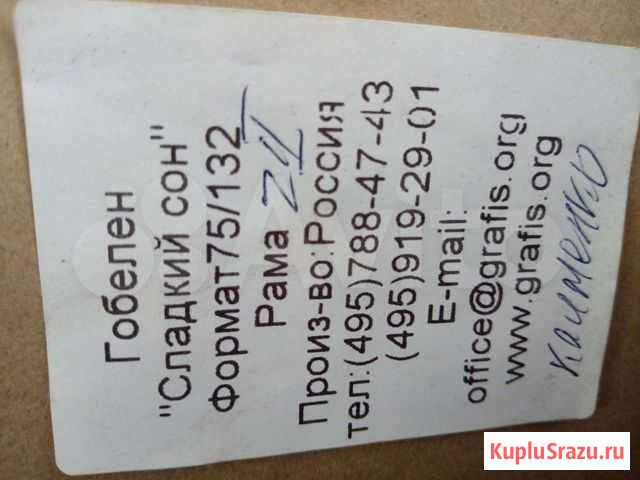 Гобелен
"Сладкий сон"
формат75/132
Рама
Произ-во:Россия
тел:(495)788-47-43
(495)919-29-01
E-mail:
office@grafis.org
www.grafis.org
Avito
KupluSrazu.ru